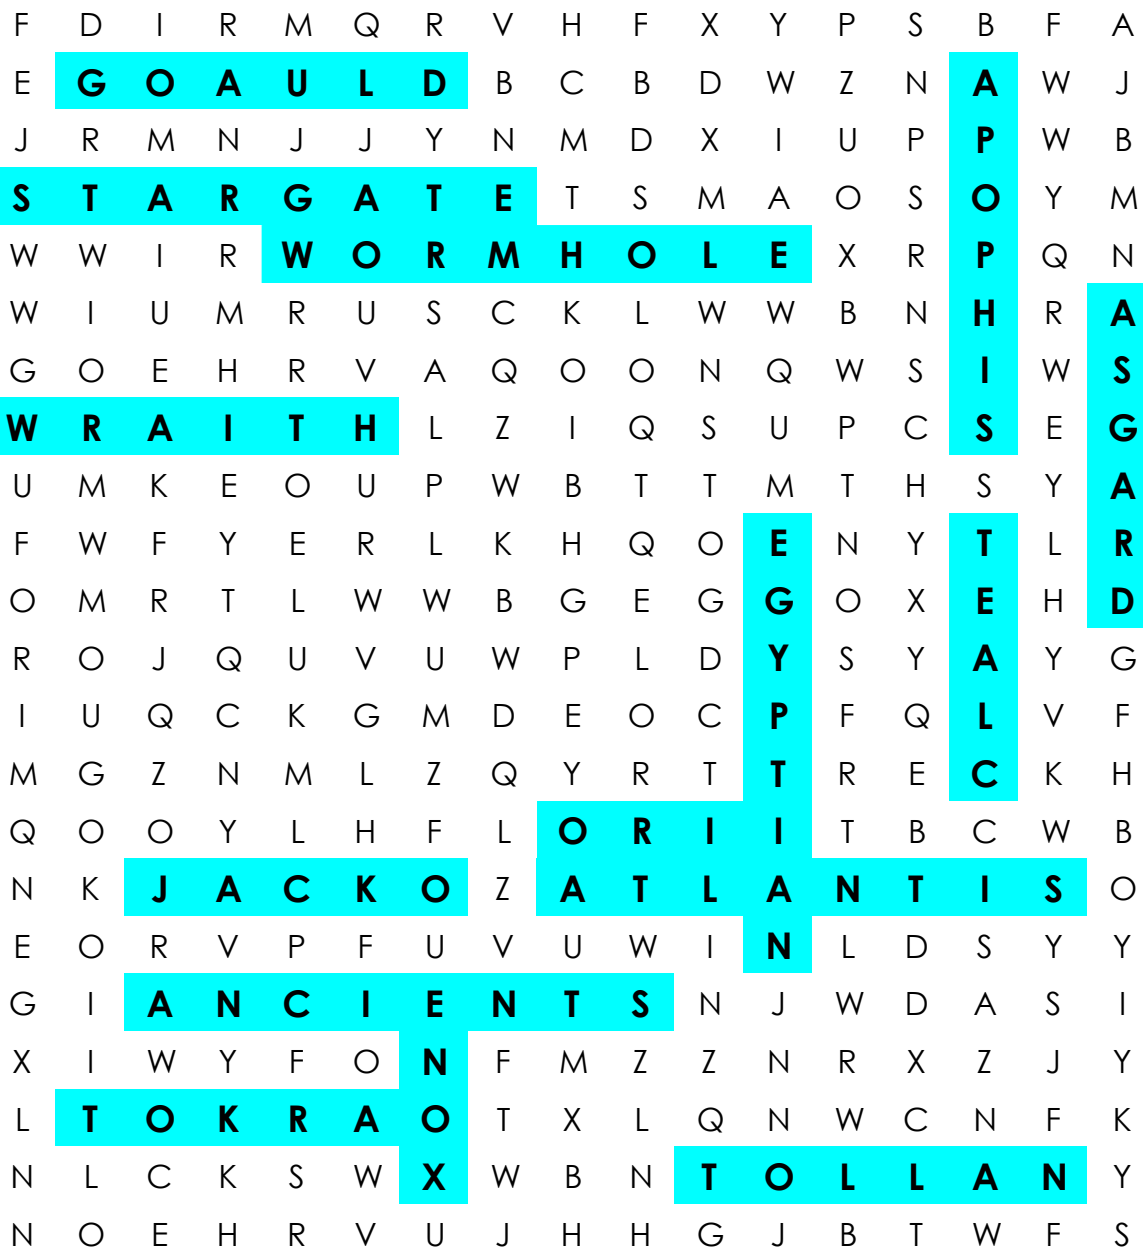 F D I R M Q R V H F X Y P S B F A
E G O A U L D B C B D W Z N A W J
J R M N J J Y N M D X I U P P W B
S T A R G A T E T S M A O S O Y M
W W I R W O R M H O L E X R P Q N
W I U M R U S C K L W W B N H R A
G O E H R V A Q O O N Q W S I W S
W R A I T H L Z I Q S U P C S E G
U M K E O U P W B T T M T H S Y A
F W F Y E R L K H Q O E N Y T L R
O M R T L W W B G E G G O X E H D
R O J Q U V U W P L D Y S Y A Y G
I U Q C K G M D E O C P F Q L V F
M G Z N M L Z Q Y R T T R E C K H
Q O O Y L H F L O R I I T B C W B
N K J A C K O Z A T L A N T I S O
E O R V P F U V U W I N L D S Y Y
G I A N C I E N T S N J W D A S I
X I W Y F O N F M Z Z N R X Z J Y
L T O K R A O T X L Q N W C N F K
N L C K S W X W B N T O L L A N Y
N O E H R V U J H H G J B T W F S